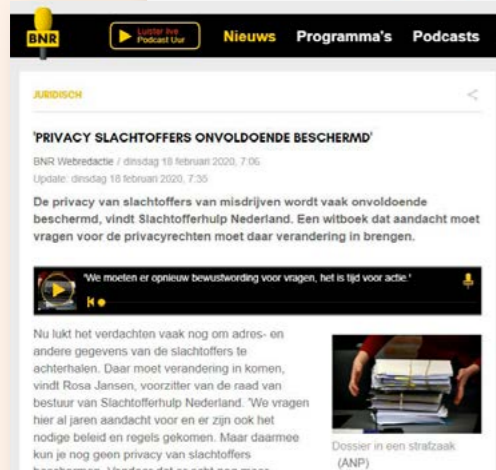 BNR
Luister live
Podcast Uur
Nieuws
Programma's
Podcasts
JURIDISCH
'PRIVACY SLACHTOFFERS ONVOLDOENDE BESCHERMD'
BNR Webredactie / dinsdag 18 februari 2020, 7:06
Update: dinsdag 18 februari 2020, 7:35
De privacy van slachtoffers van misdrijven wordt vaak onvoldoende
beschermd, vindt Slachtofferhulp Nederland. Een witboek dat aandacht moet
vragen voor de privacyrechten moet daar verandering in brengen.
'We moeten er opnieuw bewustwording voor vragen, het is tijd voor actie.'
Nu lukt het verdachten vaak nog om adres- en
andere gegevens van de slachtoffers te
achterhalen. Daar moet verandering in komen,
vindt Rosa Jansen, voorzitter van de raad van
bestuur van Slachtofferhulp Nederland. 'We vragen
hier al jaren aandacht voor en er zijn ook het
nodige beleid en regels gekomen. Maar daarmee
kun je nog geen privacy van slachtoffers
Dossier in een strafzaak
(ANP)